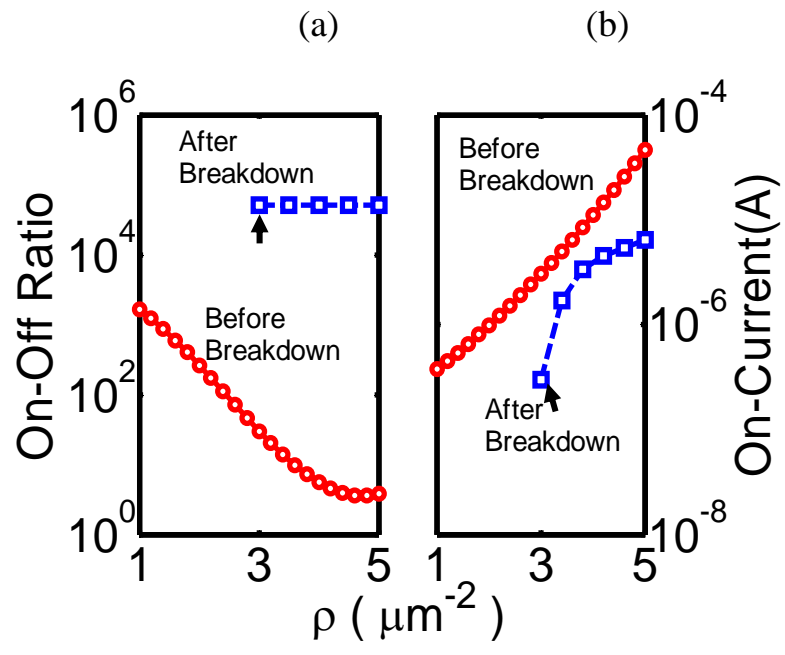 (a)
(b)
10^6
10^4
10^2
10^0
On-Off Ratio
After
Breakdown
Before
Breakdown
1
3
5
Before
Breakdown
After
Breakdown
1
3
5
10^-4
10^-6
10^-8
On-Current(A)
ρ ( μm^-2 )